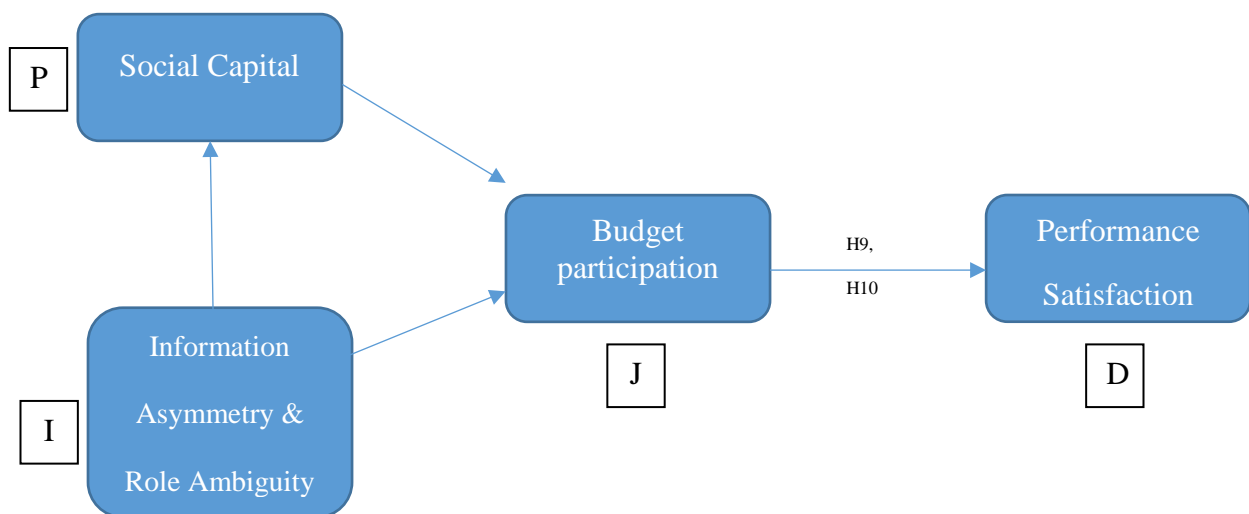 P
Social Capital
Budget
participation
H9,
H10
Performance
Satisfaction
Information
Asymmetry &
Role Ambiguity
I
J
D